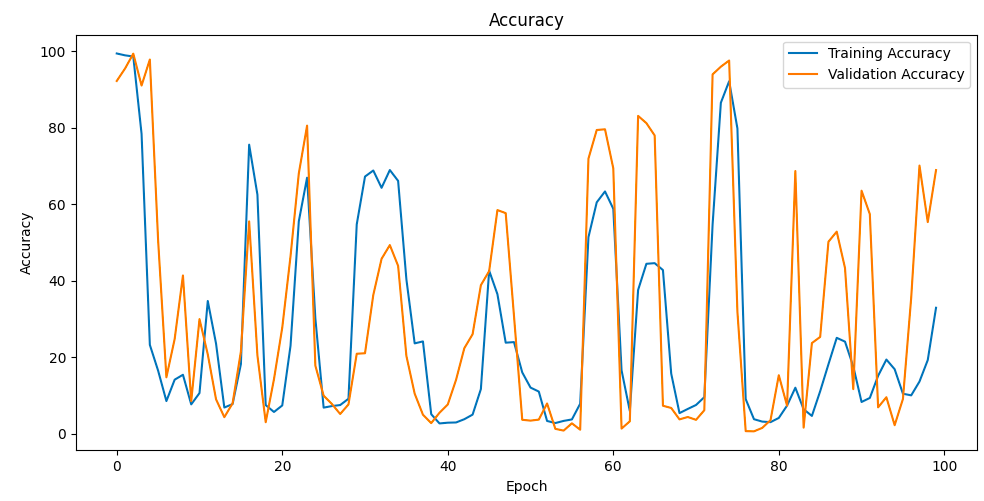 Accuracy
100
80
60
40
20
0
Accuracy
Training Accuracy
Validation Accuracy
0 20 40 60 80 100
Epoch